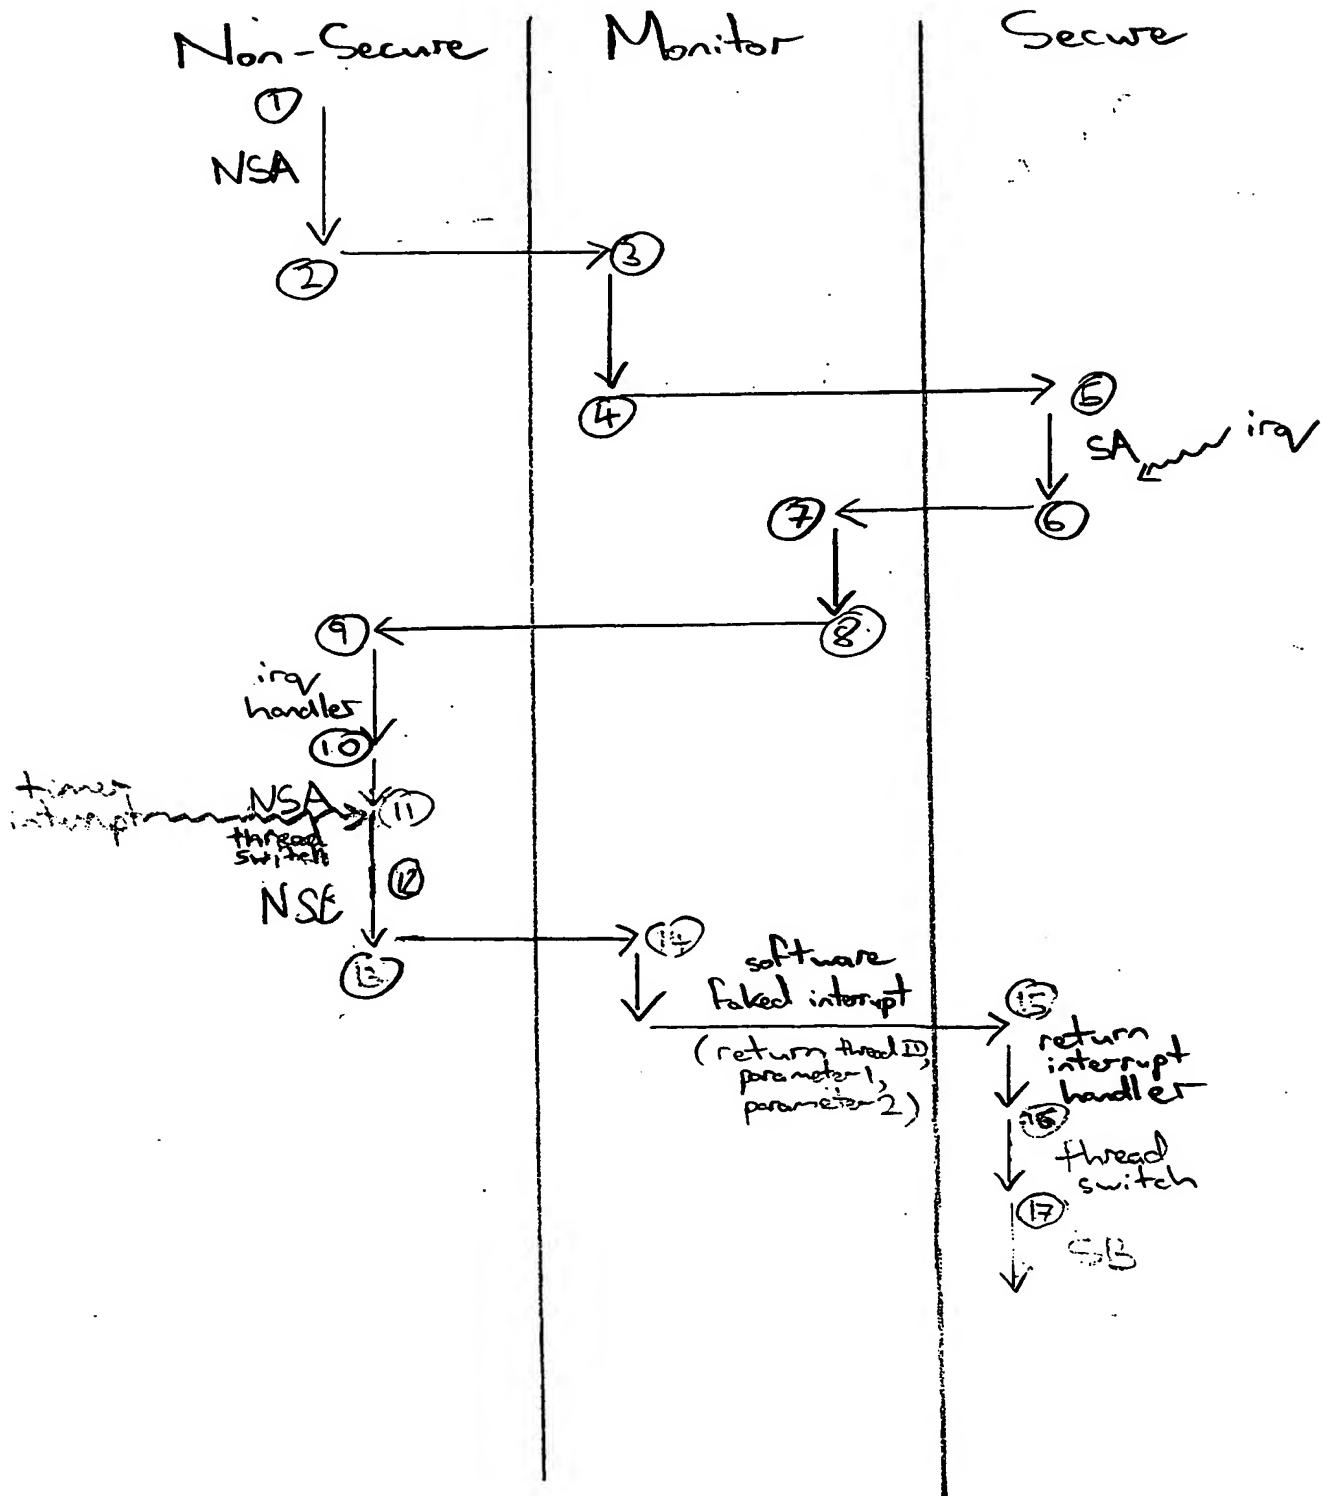 Non-Secure Monitor Secure
1
NSA
2
3
4
5
SA
irq
6
7
8
9
irq
handler
10
timer
NSA
11
thread
switch
12
13
14
software
faked interrupt
(return, thread ID,
parameter 1,
parameter 2)
15
return
interrupt
handler
16
thread
switch
17
SB